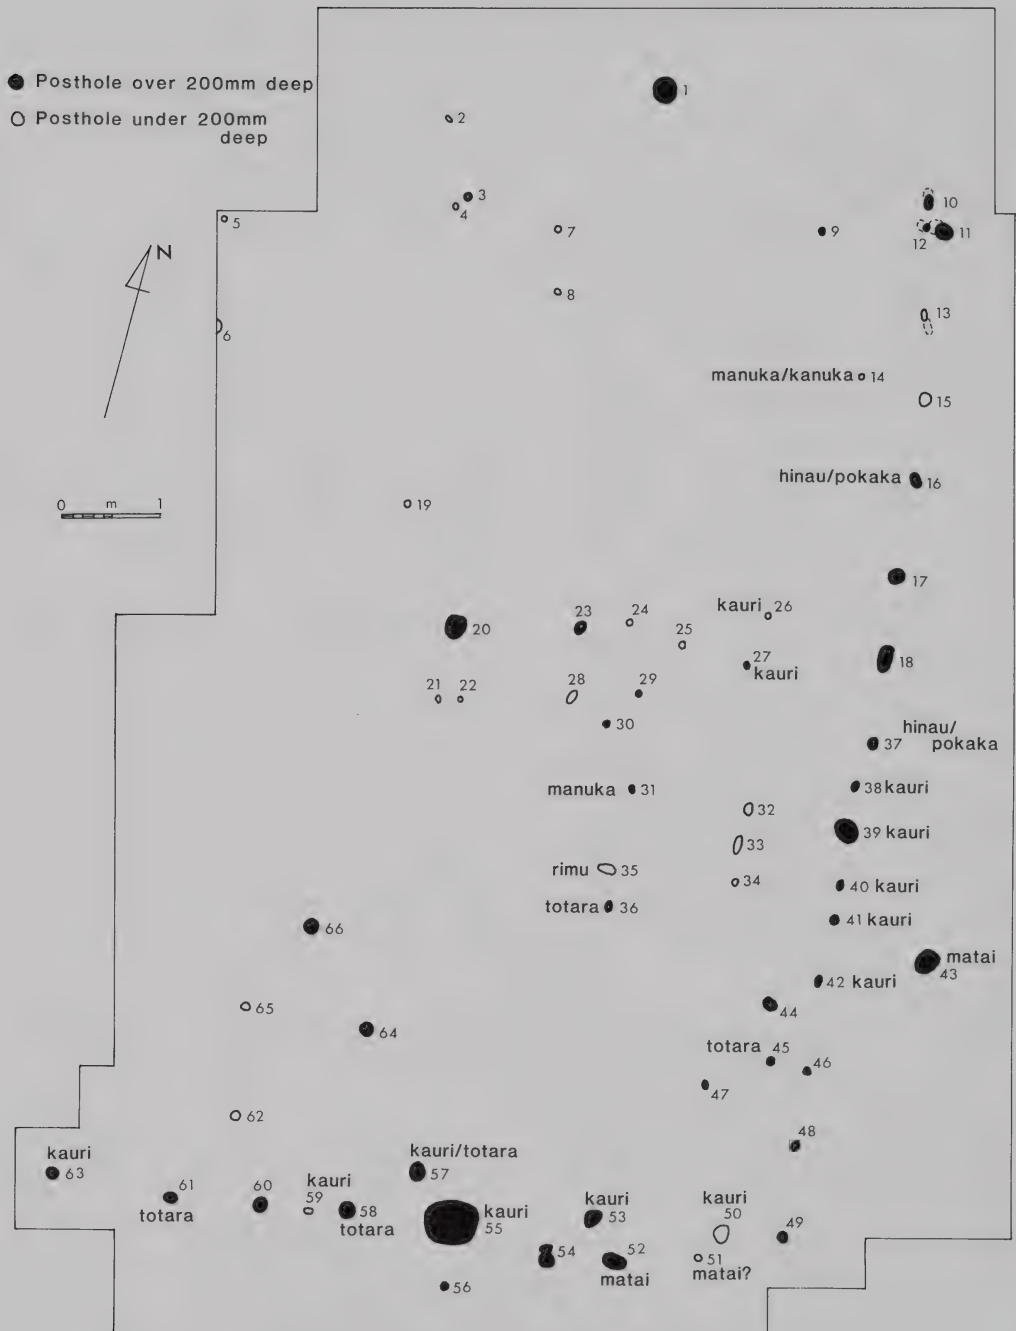 Posthole over 200mm deep
Posthole under 200mm
deep
N
0 m 1
1
2
3
4
5
6
7
8
9
10
11
12
13
manuka/kanuka 14
15
hinau/pokaka 16
17
18
19
20
21
22
23
24
25
kauri 26
27
kauri
28
29
30
manuka 31
32
33
34
rimu 35
totara 36
hinau/
37 pokaka
38 kauri
39 kauri
40 kauri
41 kauri
42 kauri
matai
43
44
totara 45
46
47
48
49
kauri
50
51
matai?
52
matai
kauri
53
54
kauri
55
56
kauri/totara
57
58
totara
kauri
59
60
61
totara
62
kauri
63
64
65
66